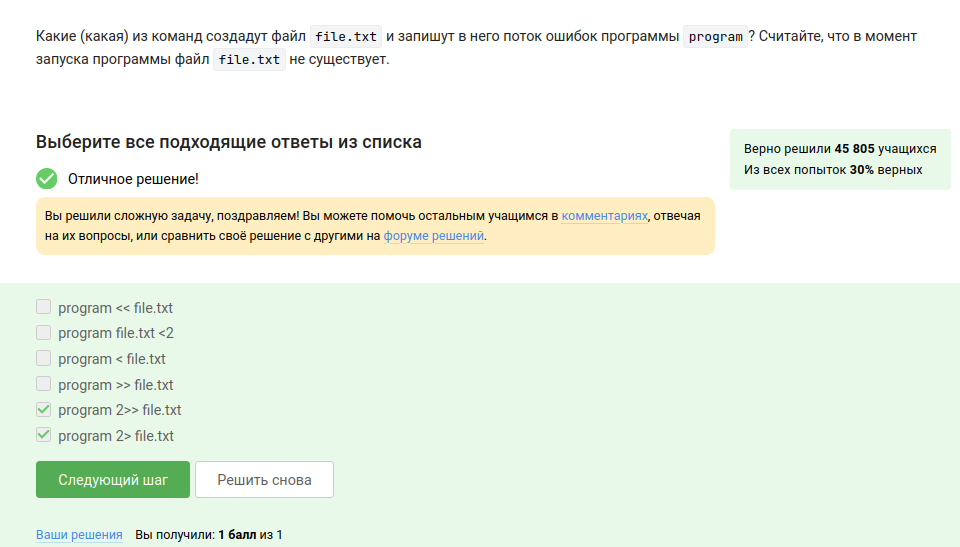 Какие (какая) из команд создадут файл file.txt и запишут в него поток ошибок программы program? Считайте, что в момент
запуска программы файл file.txt не существует.
Выберите все подходящие ответы из списка
Верно решили 45 805 учащихся
Из всех попыток 30% верных
Отличное решение!
Вы решили сложную задачу, поздравляем! Вы можете помочь остальным учащимся в комментариях, отвечая
на их вопросы, или сравнить своё решение с другими на форуме решений.
program << file.txt
program file.txt <2
program < file.txt
program >> file.txt
program 2>> file.txt
program 2> file.txt
Следующий шаг
Решить снова
Ваши решения Вы получили: 1 балл из 1